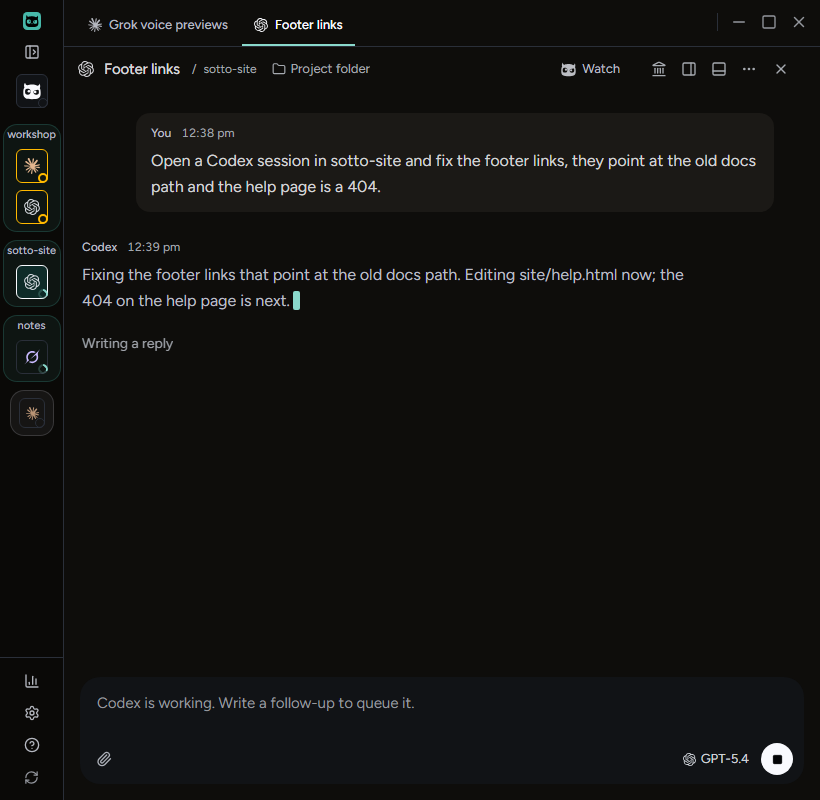 Grok voice previews
Footer links
Footer links / sotto-site Project folder
Watch
workshop
sotto-site
notes
You 12:38 pm
Open a Codex session in sotto-site and fix the footer links, they point at the old docs
path and the help page is a 404.
Codex 12:39 pm
Fixing the footer links that point at the old docs path. Editing site/help.html now; the
404 on the help page is next.
Writing a reply
Codex is working. Write a follow-up to queue it.
GPT-5.4